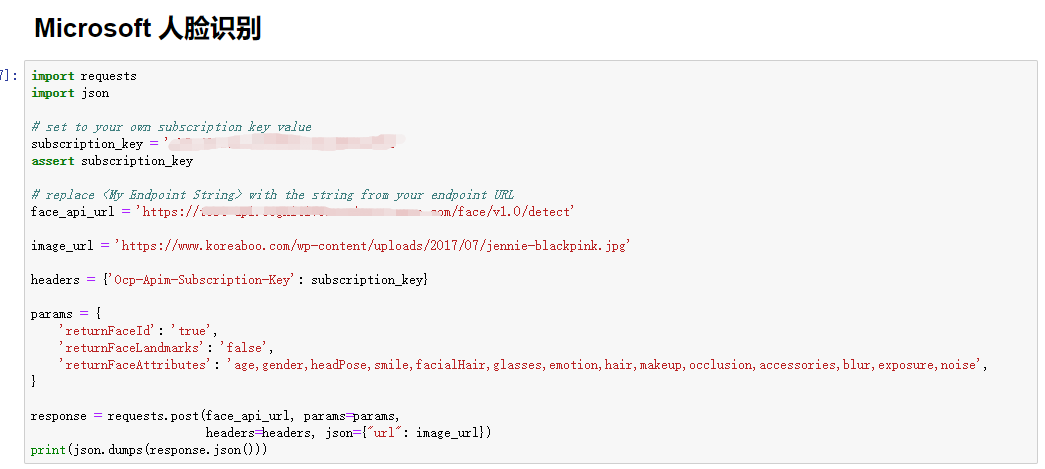 Microsoft 人脸识别
7]:
import requests
import json
# set to your own subscription key value
subscription_key = '
assert subscription_key
# replace <My Endpoint String> with the string from your endpoint URL
face_api_url = 'https:// com/face/v1.0/detect'
image_url = 'https://www.koreaboo.com/wp-content/uploads/2017/07/jennie-blackpink.jpg'
headers = {'Ocp-Apim-Subscription-Key': subscription_key}
params = {
    'returnFaceId': 'true',
    'returnFaceLandmarks': 'false',
    'returnFaceAttributes': 'age,gender,headPose,smile,facialHair,glasses,emotion,hair,makeup,occlusion,accessories,blur,exposure,noise',
}
response = requests.post(face_api_url, params=params,
                         headers=headers, json={"url": image_url})
print(json.dumps(response.json()))